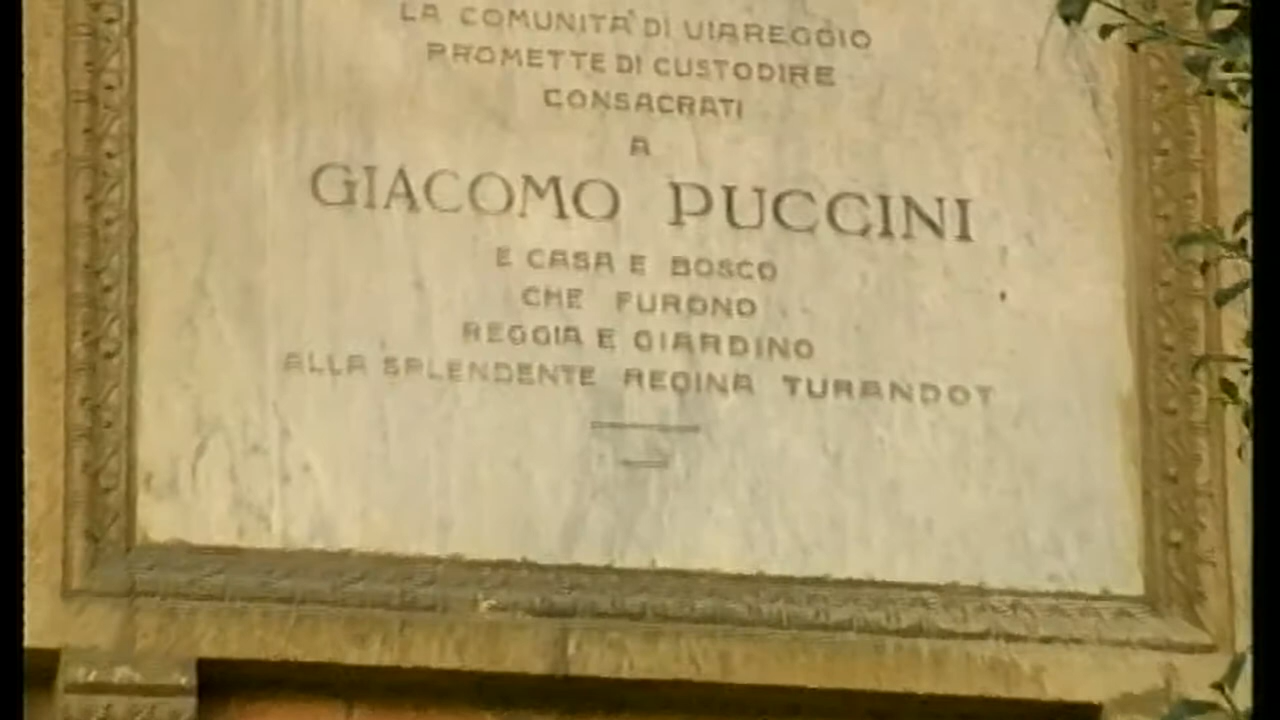 LA COMUNITA' DI VIAREGGIO
PROMETTE DI CUSTODIRE
CONSACRATI
A
GIACOMO PUCCINI
E CASA E BOSCO
CHE FURONO
REGGIA E GIARDINO
ALLA SPLENDENTE REGINA TURANDOT